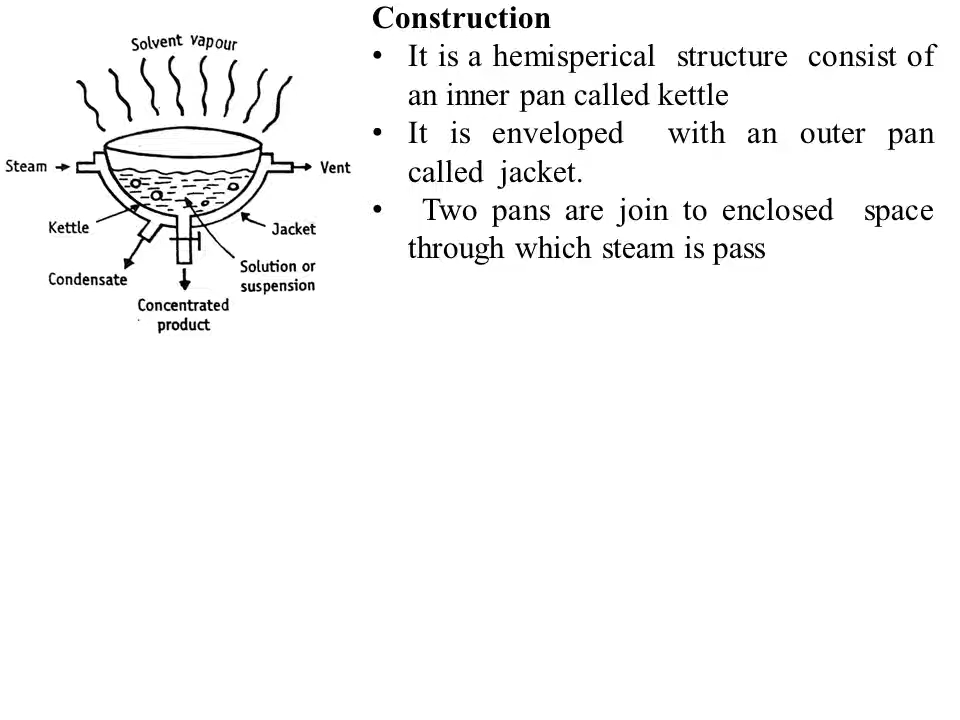 Solvent vapour
Steam
Vent
Kettle
Jacket
Condensate
Solution or
suspension
Concentrated
product
Construction
• It is a hemisperical structure consist of
an inner pan called kettle
• It is enveloped with an outer pan
called jacket.
• Two pans are join to enclosed space
through which steam is pass